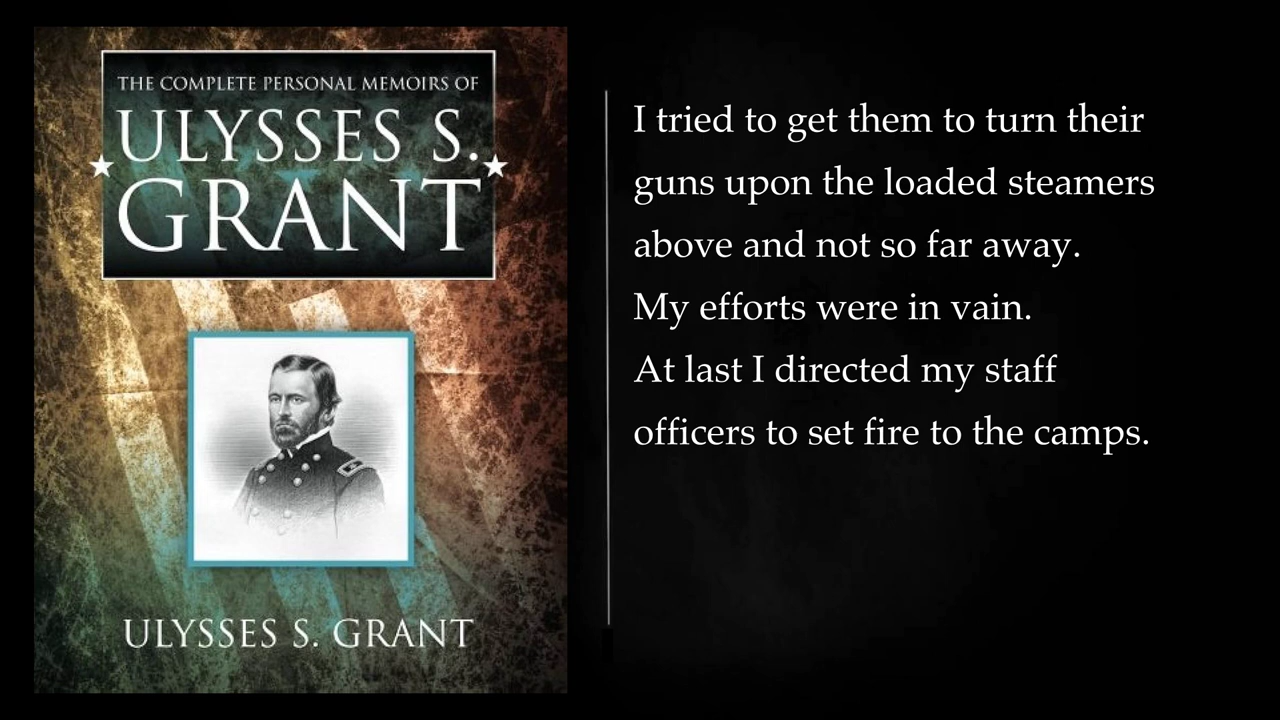 THE COMPLETE PERSONAL MEMOIRS OF
ULYSSES S.
GRANT
ULYSSES S. GRANT
I tried to get them to turn their
guns upon the loaded steamers
above and not so far away.
My efforts were in vain.
At last I directed my staff
officers to set fire to the camps.